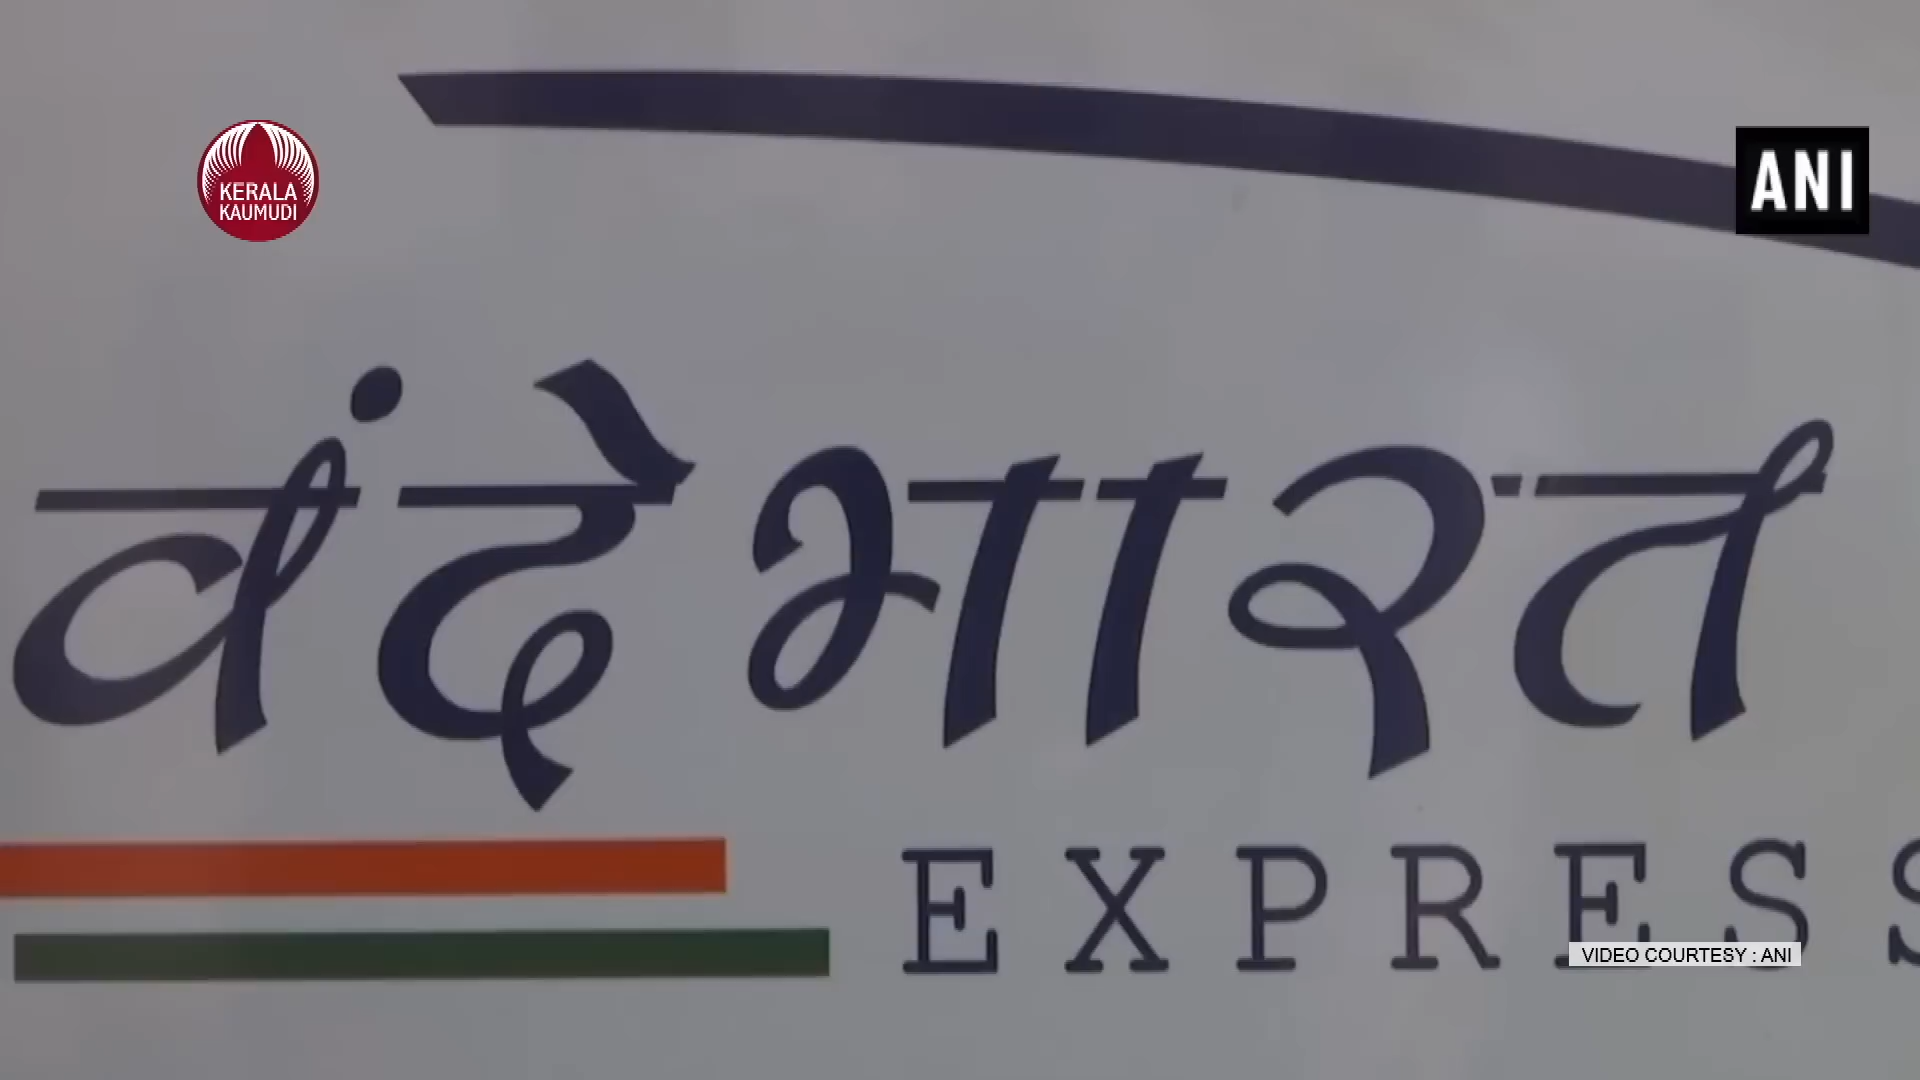 KERALA
KAUMUDI
ANI
वंदे भारत
EXPRESS
VIDEO COURTESY : ANI